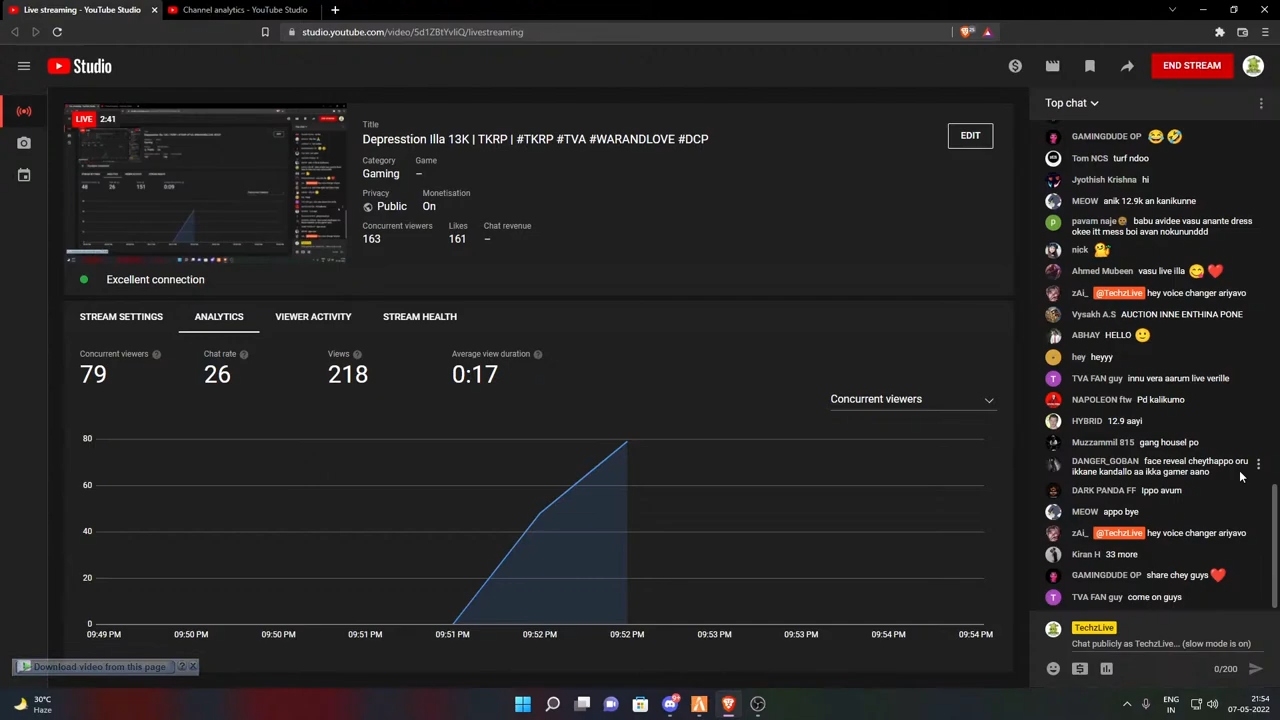 Live streaming - YouTube Studio
Channel analytics - YouTube Studio
studio.youtube.com/video/5d1ZBtYvliQ/livestreaming
Studio
END STREAM
LIVE 2:41
Title
Depresstion Illa 13K | TKRP | #TKRP #TVA #WARANDLOVE #DCP
EDIT
Category Game
Gaming –
Privacy Monetisation
Public On
Concurrent viewers Likes Chat revenue
163 161 –
Excellent connection
STREAM SETTINGS ANALYTICS VIEWER ACTIVITY STREAM HEALTH
Concurrent viewers Chat rate Views Average view duration
79 26 218 0:17
Concurrent viewers
80
60
40
20
0
09:49 PM 09:50 PM 09:50 PM 09:51 PM 09:51 PM 09:52 PM 09:52 PM 09:53 PM 09:53 PM 09:54 PM 09:54 PM
Download video from this page
Top chat
GAMINGDUDE OP 😂🤣
Tom NCS turf ndoo
Jyothish Krishna hi
MEOW anik 12.9k an kaanikune
pavam naje babu avidee vasu anante dress
okee itt mess boi avan nokununddd
nick
Ahmed Mubeen vasu live illa 😋❤️
zAi_ @TechzLive hey voice changer ariyavo
Vysakh A.S AUCTION INNE ENTHINA PONE
ABHAY HELLO 🙂
hey heyyy
TVA FAN guy innu vera aarum live verille
NAPOLEON ftw Pd kalikumo
HYBRID 12.9 aayi
Muzzammil 815 gang housel po
DANGER_GOBAN face reveal cheythappo oru
ikkane kandallo aa ikka gamer aano
DARK PANDA FF Ippo avum
MEOW appo bye
zAi_ @TechzLive hey voice changer ariyavo
Kiran H 33 more
GAMINGDUDE OP share chey guys❤️
TVA FAN guy come on guys
TechzLive
Chat publicly as TechzLive... (slow mode is on)
0/200
30°C
Haze
ENG
IN
21:54
07-05-2022